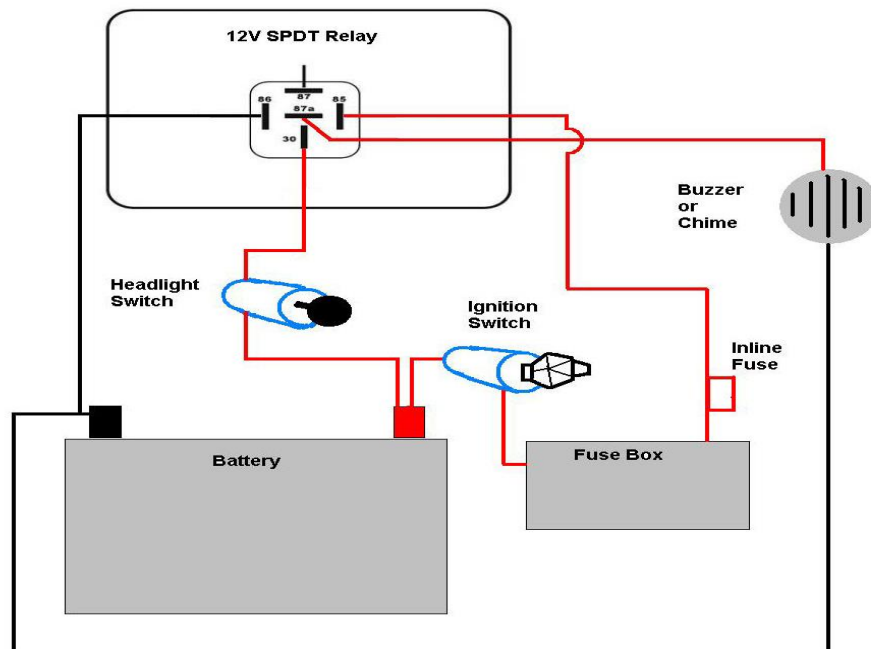 12V SPDT Relay
87
86
87a
85
30
Buzzer
or
Chime
Headlight
Switch
Ignition
Switch
Inline
Fuse
Battery
Fuse Box